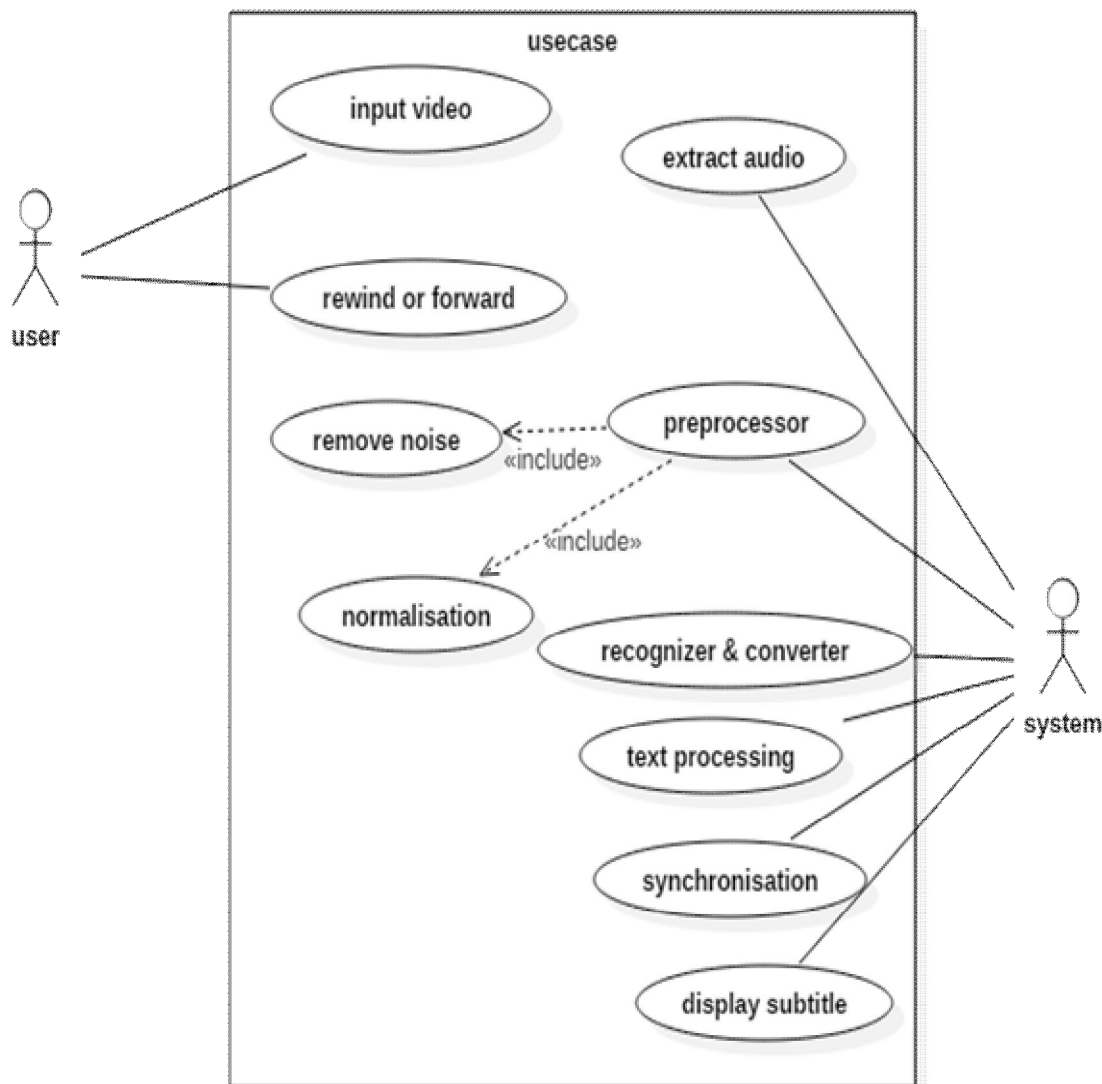 usecase
input video
extract audio
user
rewind or forward
remove noise
preprocessor
«include»
«include»
normalisation
recognizer & converter
system
text processing
synchronisation
display subtitle